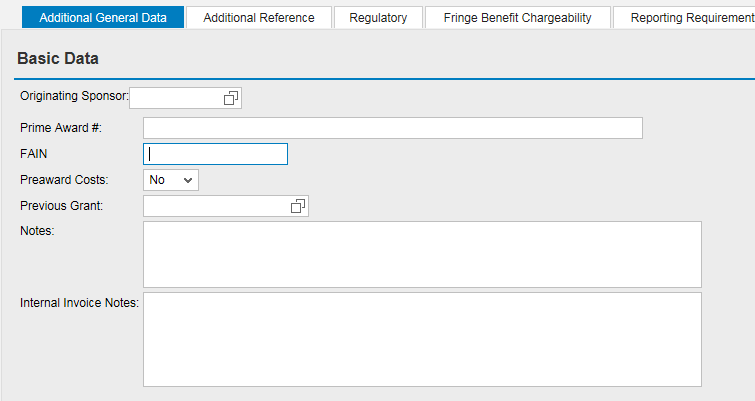 Additional General Data Additional Reference Regulatory Fringe Benefit Chargeability Reporting Requirement
Basic Data
Originating Sponsor:
Prime Award #:
FAIN
Preaward Costs: No
Previous Grant:
Notes:
Internal Invoice Notes: